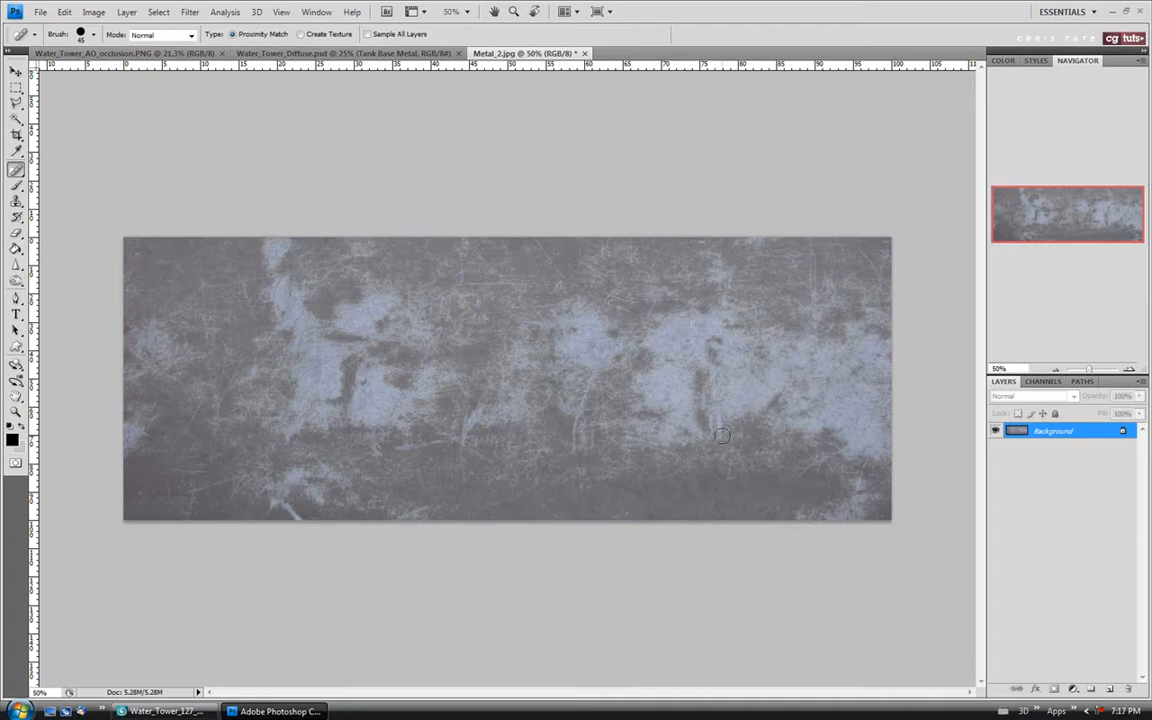 File Edit Image Layer Select Filter Analysis 3D View Window Help 50% ESSENTIALS
Brush: 45 Mode: Normal Type: Proximity Match Create Texture Sample All Layers CHRIS TATE cg tuts+
Water_Tower_AO_occlusion.PNG @ 21.3% (RGB/8) Water_Tower_Diffuse.psd @ 25% (Tank Base Metal, RGB/8#) Metal_2.jpg @ 50% (RGB/8) *
COLOR STYLES NAVIGATOR
50%
LAYERS CHANNELS PATHS
Normal Opacity: 100%
Lock: Fill: 100%
Background
50% Doc: 5.28M/5.28M
Water_Tower_127_... Adobe Photoshop C... 3D Apps 7:17 PM